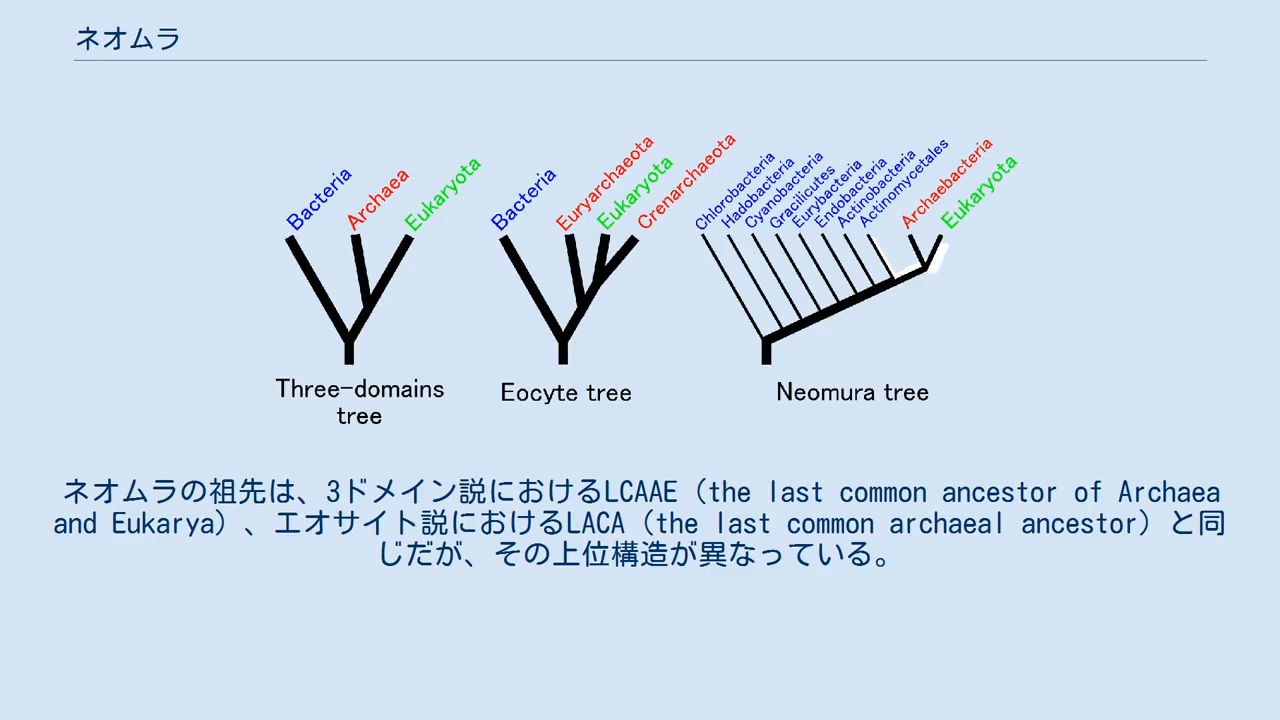 ネオムラ
Bacteria
Archaea
Eukaryota
Bacteria
Euryarchaeota
Eukaryota
Crenarchaeota
Chlorobacteria
Hadobacteria
Cyanobacteria
Gracilicutes
Eurybacteria
Endobacteria
Actinobacteria
Actinomycetales
Archaebacteria
Eukaryota
Three-domains
tree
Eocyte tree
Neomura tree
ネオムラの祖先は、3ドメイン説におけるLCAAE（the last common ancestor of Archaea
and Eukarya）、エオサイト説におけるLACA（the last common archaeal ancestor）と同
じだが、その上位構造が異なっている。